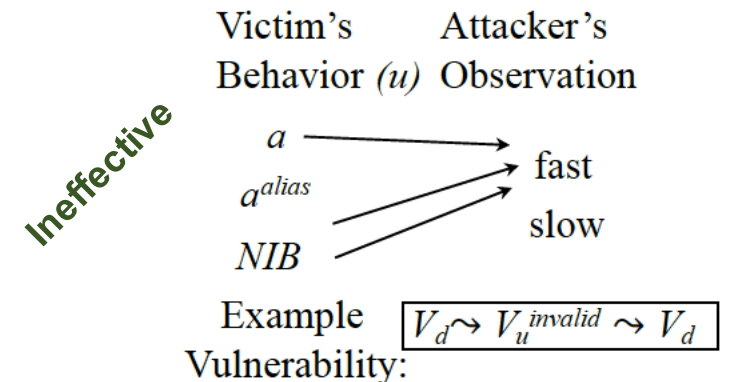 Victim's Attacker's
Behavior (u) Observation
Ineffective
a
fast
a^alias
slow
NIB
Example
V_d ⤳ V_u^invalid ⤳ V_d
Vulnerability: